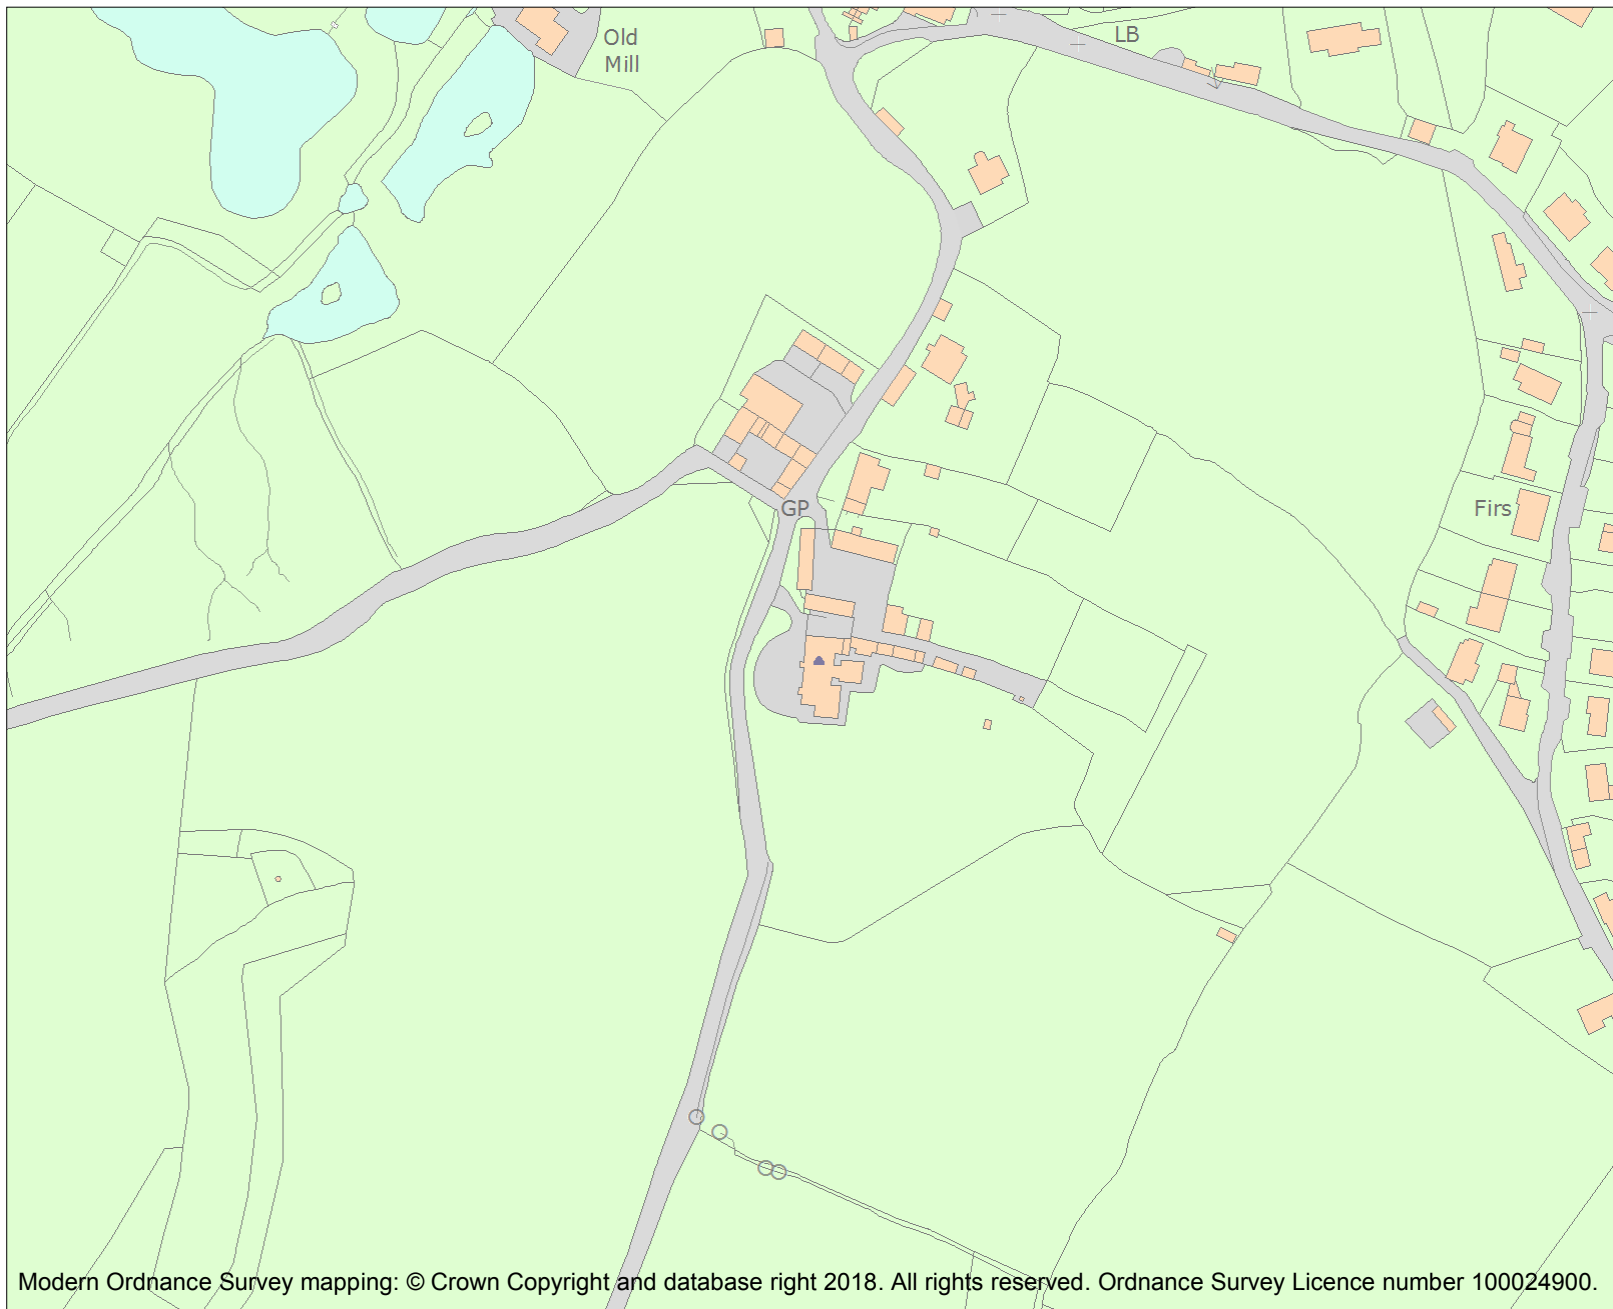 Old
Mill
LB
GP
Firs
Modern Ordnance Survey mapping: © Crown Copyright and database right 2018. All rights reserved. Ordnance Survey Licence number 100024900.